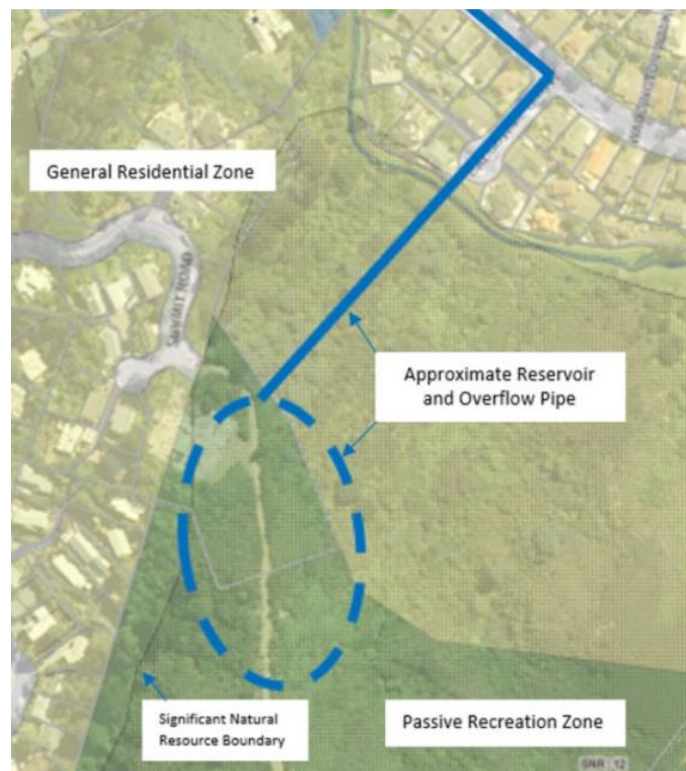 General Residential Zone
SUMMIT ROAD
Approximate Reservoir
and Overflow Pipe
Significant Natural
Resource Boundary
Passive Recreation Zone
SNR : 12